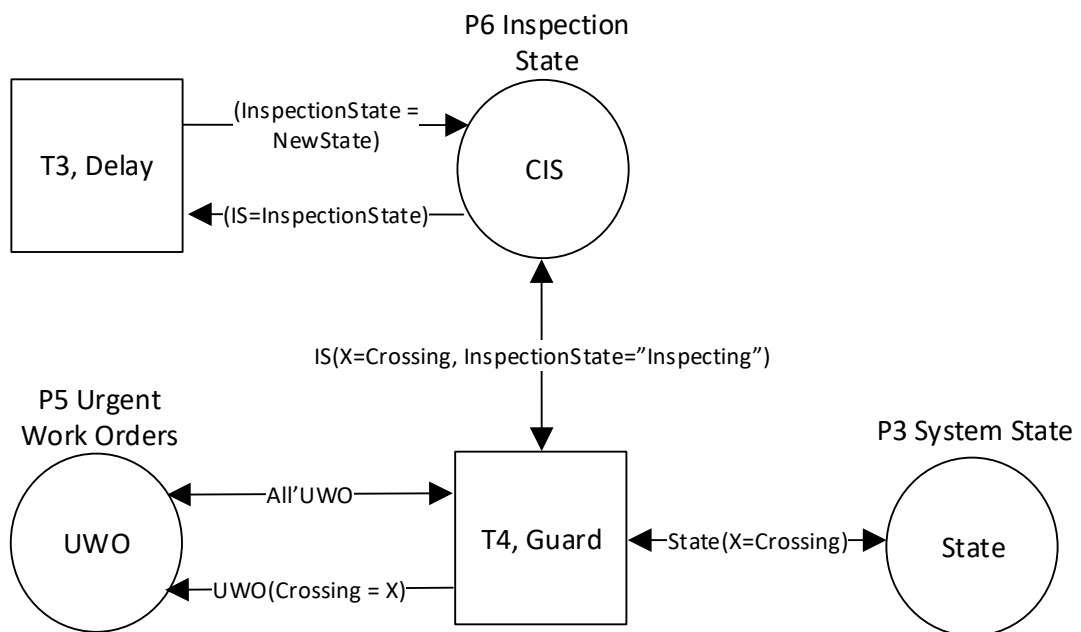 P6 Inspection
State
(InspectionState =
NewState)
T3, Delay
CIS
(IS=InspectionState)
IS(X=Crossing, InspectionState=”Inspecting”)
P5 Urgent
Work Orders
P3 System State
All’UWO
UWO
T4, Guard
State(X=Crossing)
State
UWO(Crossing = X)